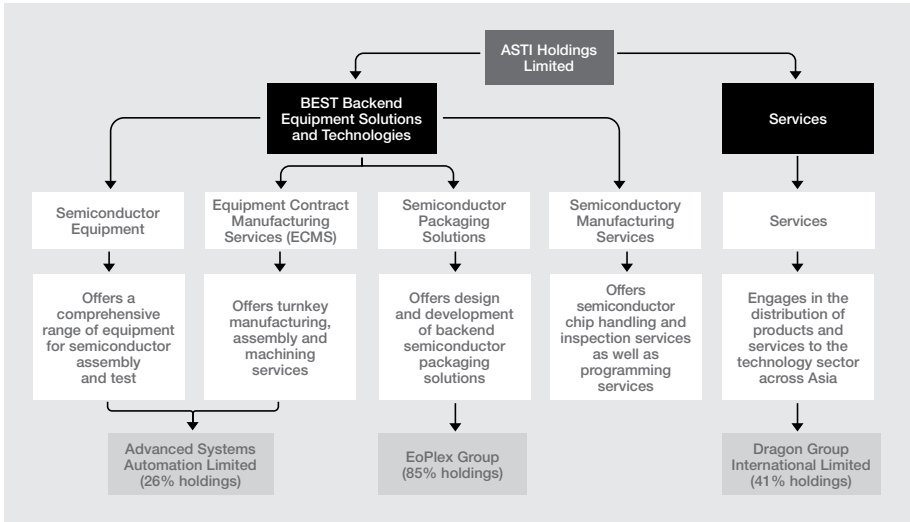 ASTI Holdings
Limited
BEST Backend
Equipment Solutions
and Technologies
Services
Semiconductor
Equipment
Equipment Contract
Manufacturing
Services (ECMS)
Semiconductor
Packaging
Solutions
Semiconductory
Manufacturing
Services
Services
Offers a
comprehensive
range of equipment
for semiconductor
assembly
and test
Offers turnkey
manufacturing,
assembly and
machining
services
Offers design
and development
of backend
semiconductor
packaging
solutions
Offers
semiconductor
chip handling and
inspection services
as well as
programming
services
Engages in the
distribution of
products and
services to the
technology sector
across Asia
Advanced Systems
Automation Limited
(26% holdings)
EoPlex Group
(85% holdings)
Dragon Group
International Limited
(41% holdings)